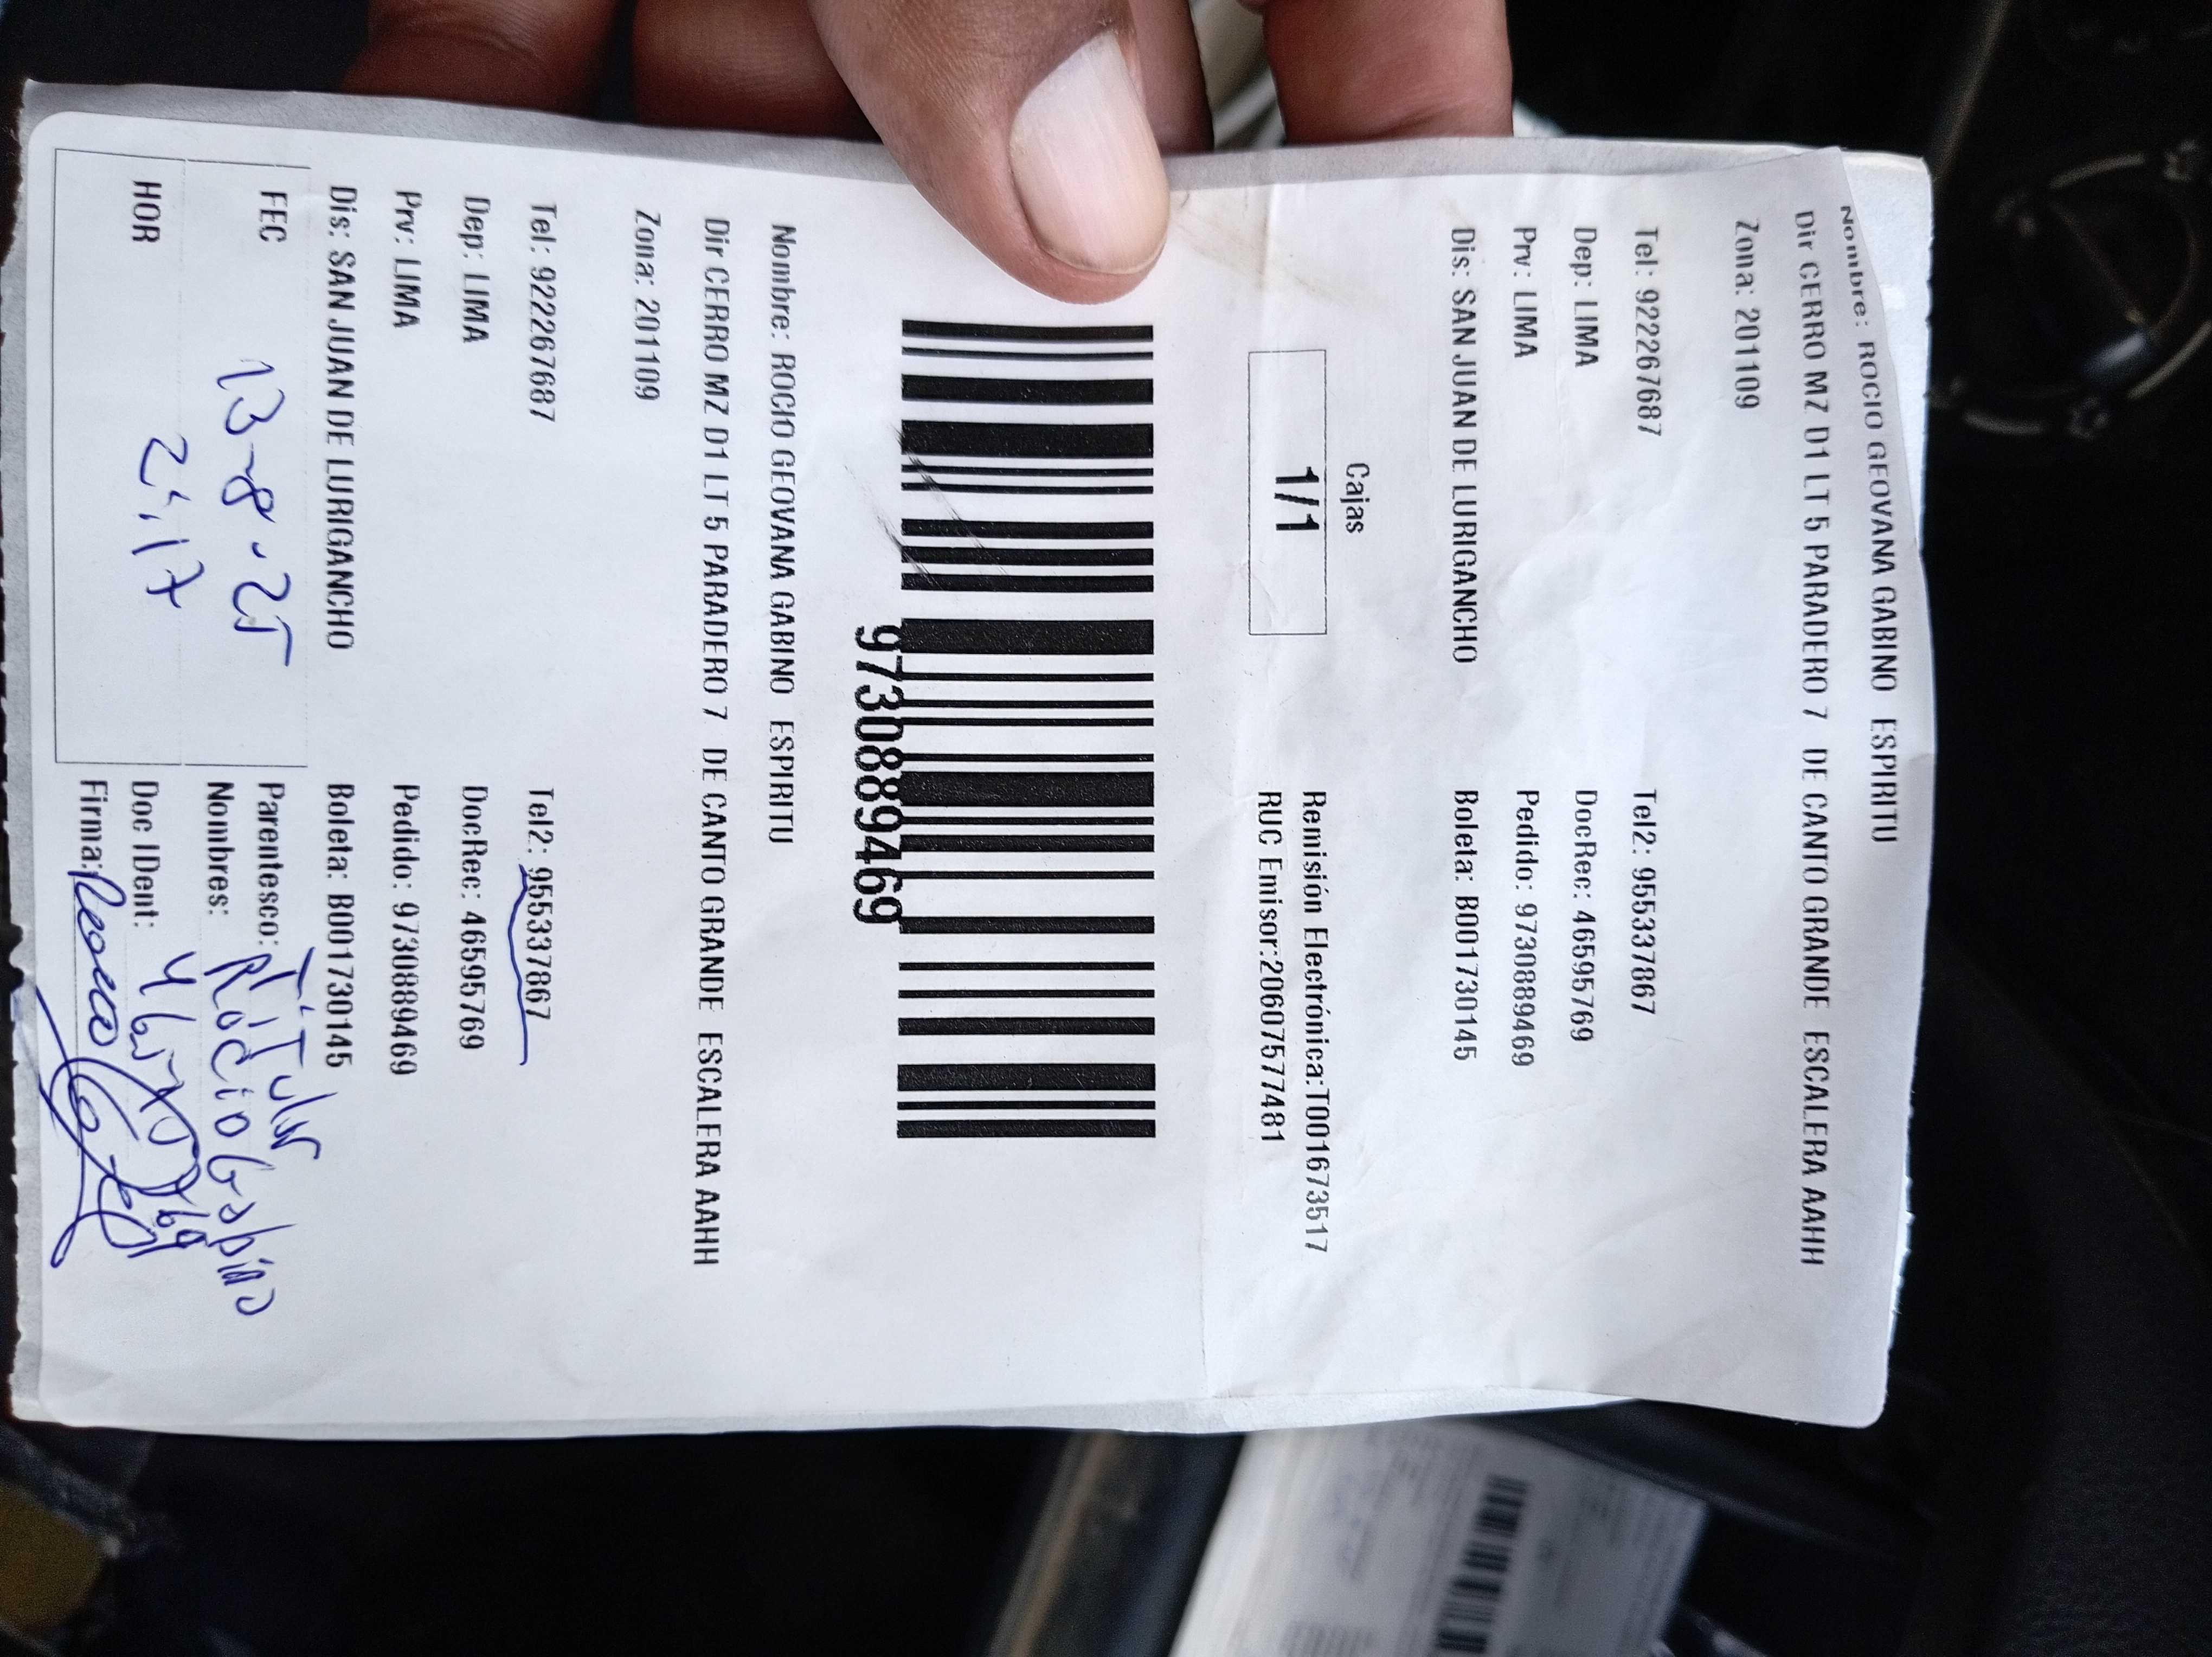 Nombre: ROCIO GEOVANA GABINO ESPIRITU
Dir CERRO MZ D1 LT 5 PARADERO 7 DE CANTO GRANDE ESCALERA AAHH
Zona: 201109
Tel: 922267687 Tel2: 955337867
Dep: LIMA DocRec: 46595769
Prv: LIMA Pedido: 9730889469
Dis: SAN JUAN DE LURIGANCHO Boleta: B001730145
Cajas
1/1
Remisión Electrónica:T001673517
RUC Emisor:20607577481
9730889469
Nombre: ROCIO GEOVANA GABINO ESPIRITU
Dir CERRO MZ D1 LT 5 PARADERO 7 DE CANTO GRANDE ESCALERA AAHH
Zona: 201109
Tel: 922267687 Tel2: 955337867
Dep: LIMA DocRec: 46595769
Prv: LIMA Pedido: 9730889469
Dis: SAN JUAN DE LURIGANCHO Boleta: B001730145
FEC 13-8-25 Parentesco: TiTular
Nombres: Rocio Gabino
HOR 2:17 Doc IDent:
Firma: